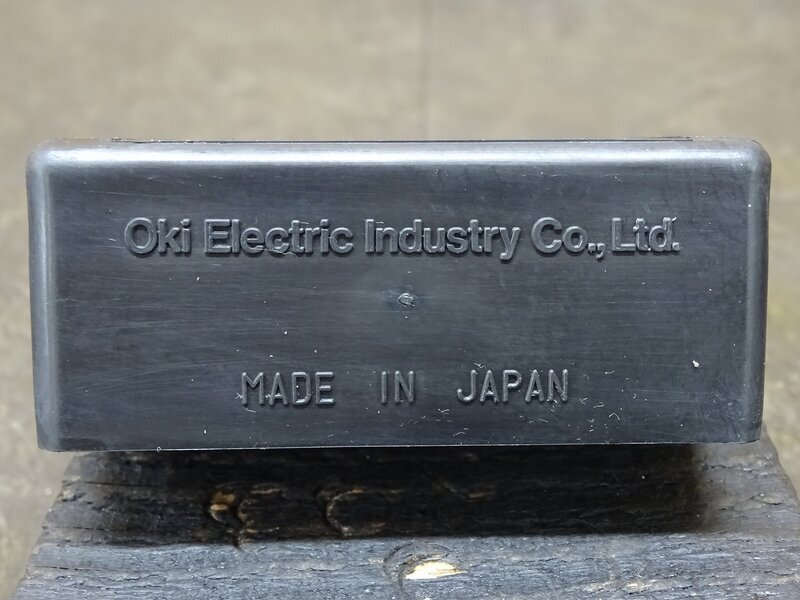 Oki Electric Industry Co., Ltd.
MADE IN JAPAN